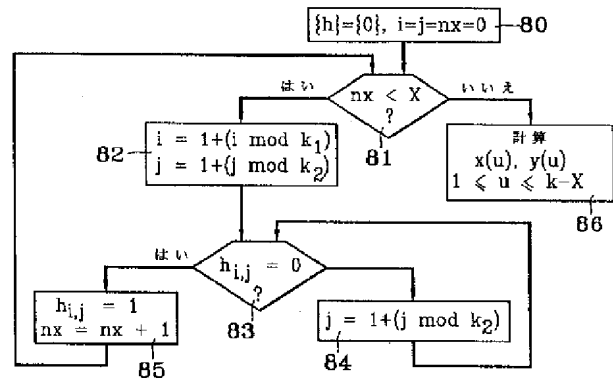 {h}={0}, i=j=nx=0
80
はい
nx < X
?
いいえ
81
82
i = 1+(i mod k₁)
j = 1+(j mod k₂)
計算
x(u), y(u)
1 ⩽ u ⩽ k-X
86
はい
hᵢ,ⱼ = 0
?
83
hᵢ,ⱼ = 1
nx = nx + 1
85
j = 1+(j mod k₂)
84